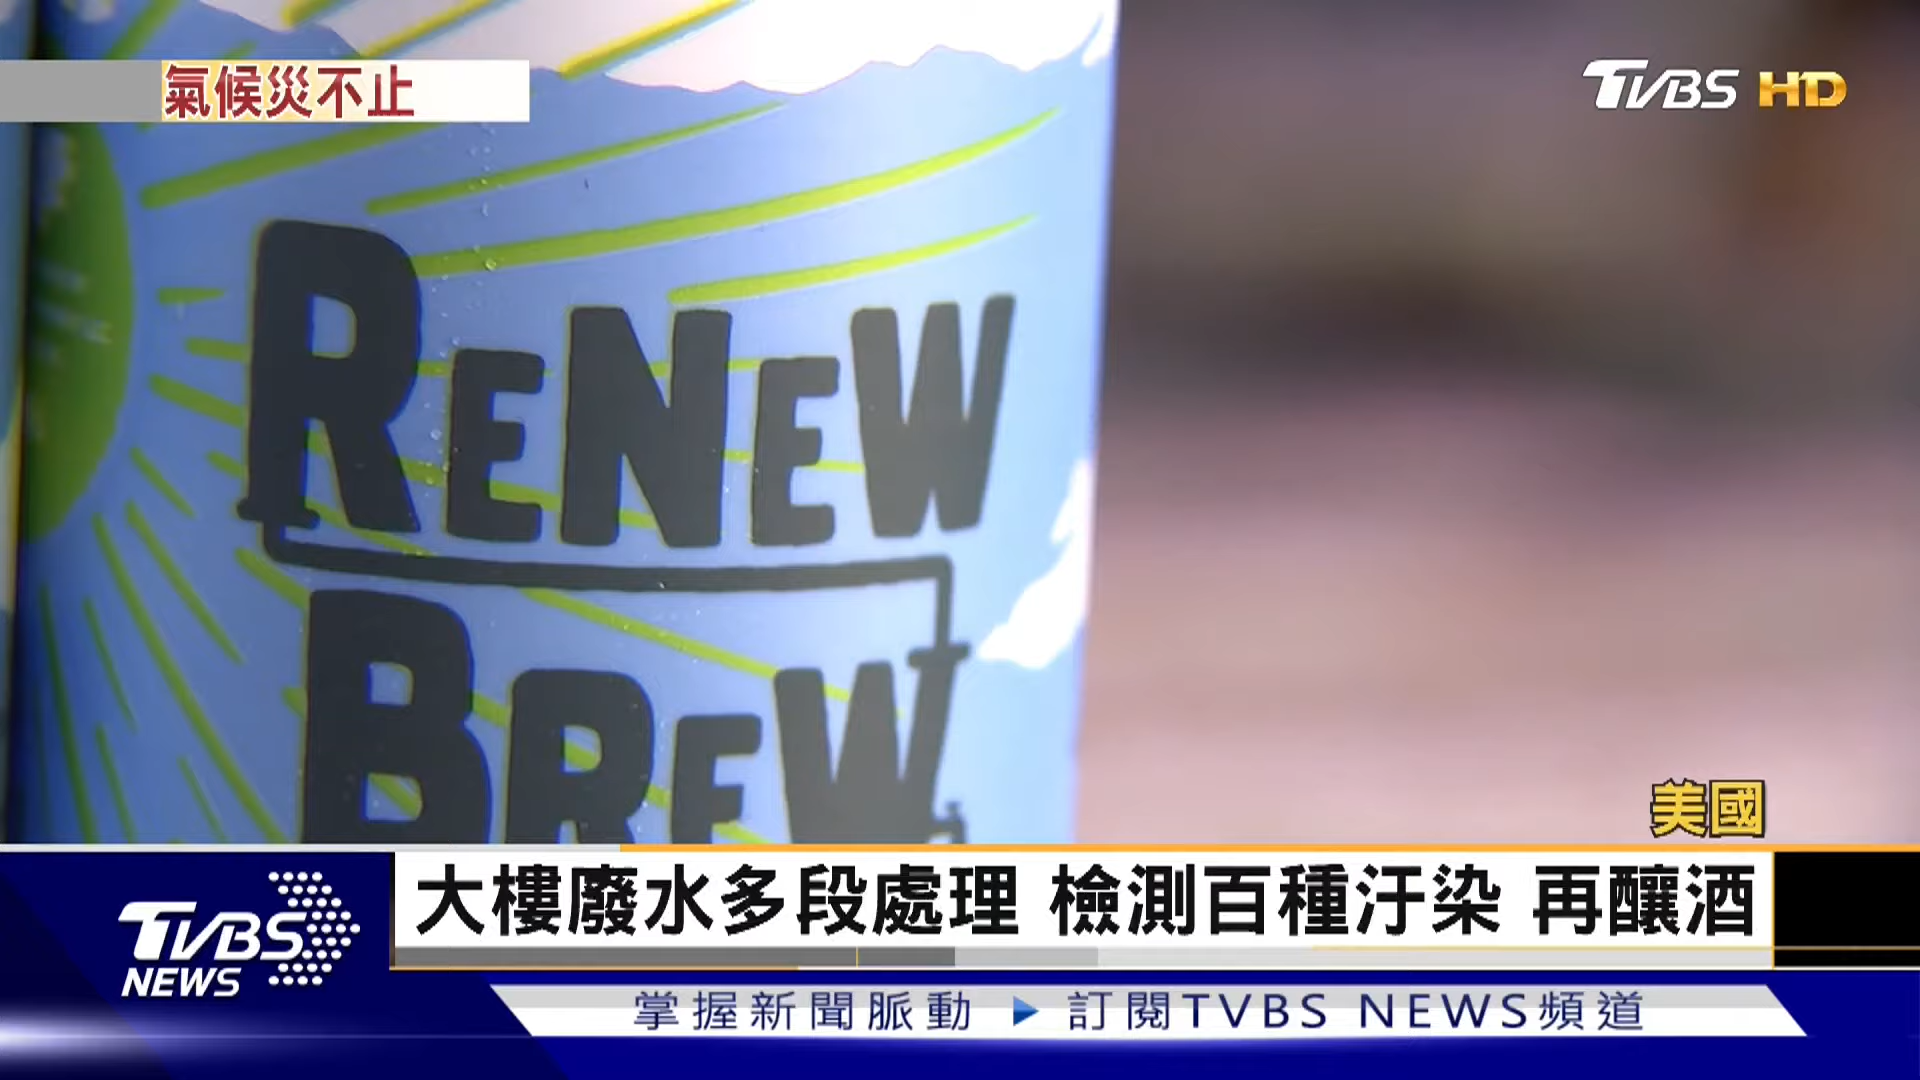 氣候災不止
TVBS HD
RENEW
BREW
美國
大樓廢水多段處理 檢測百種汙染 再釀酒
TVBS
NEWS
掌握新聞脈動 ▶ 訂閱TVBS NEWS頻道